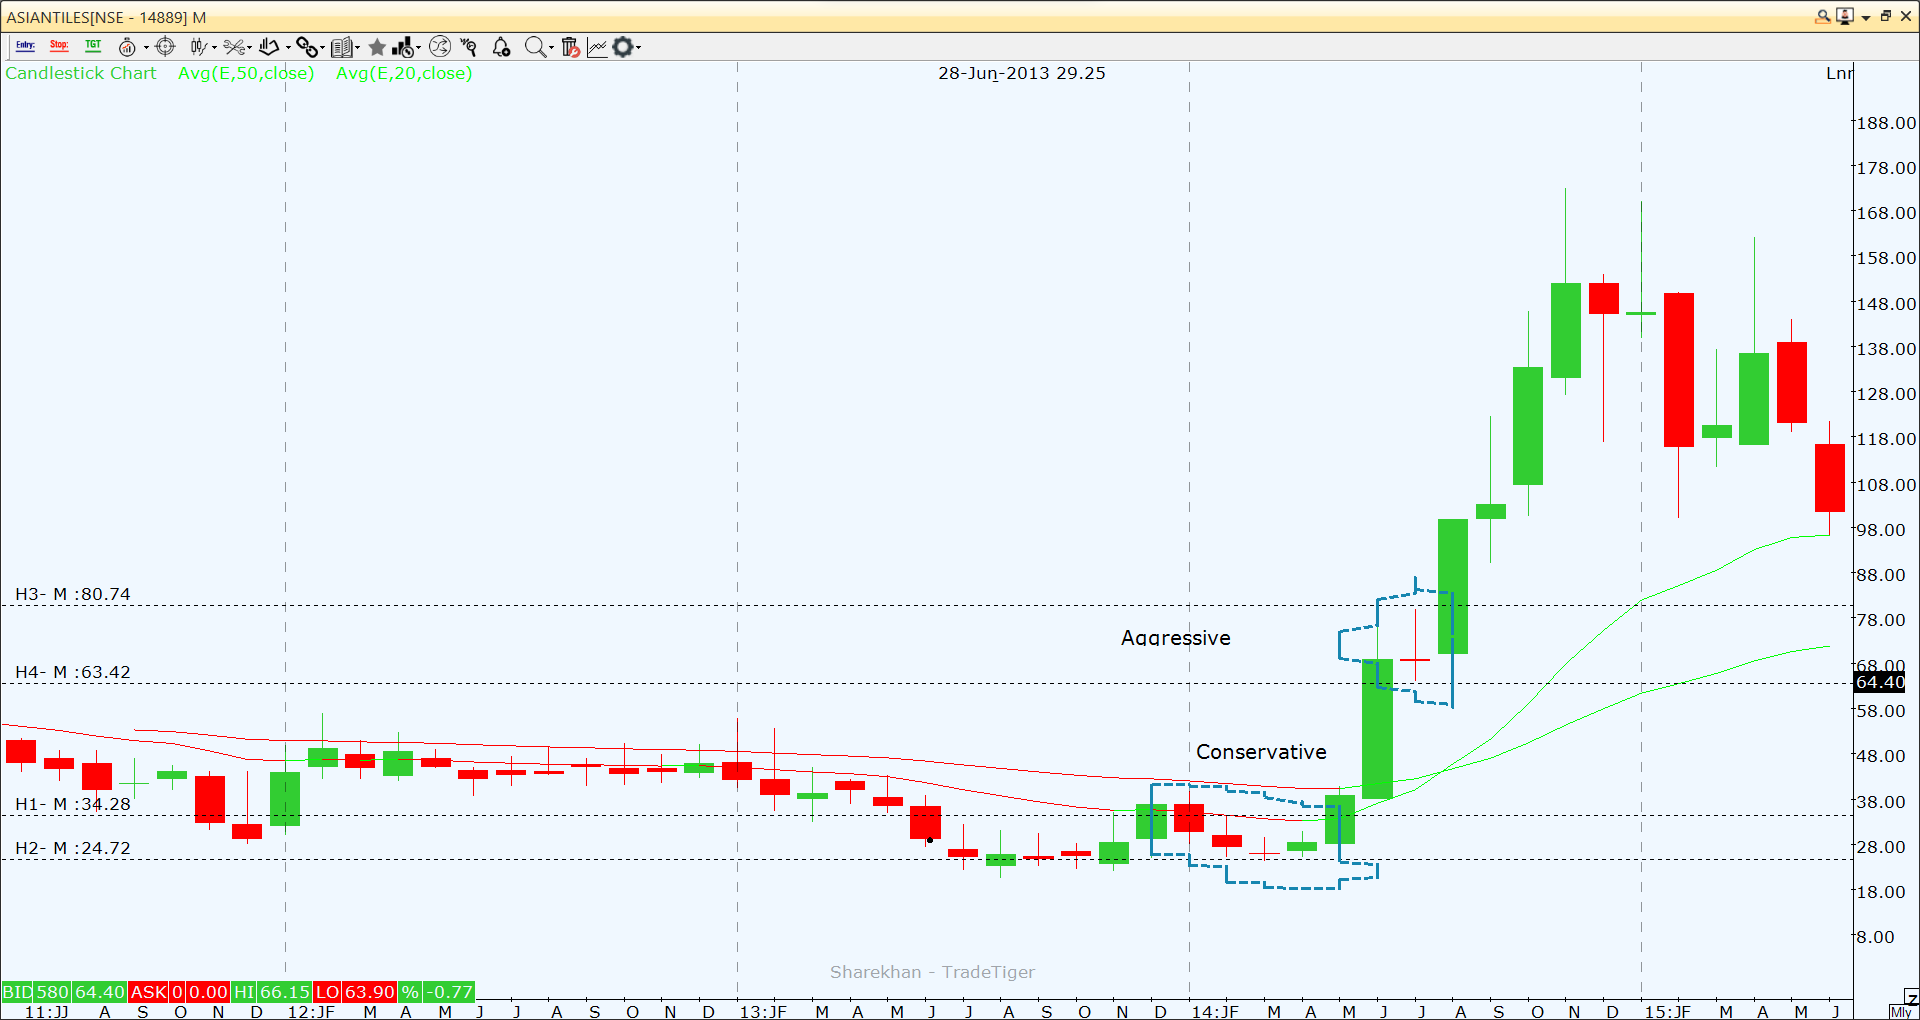 ASIANTILES[NSE - 14889] M
Entry: Stop: TGT
Candlestick Chart Avg(E,50,close) Avg(E,20,close) 28-Jun-2013 29.25 Lnr
188.00
178.00
168.00
158.00
148.00
138.00
128.00
118.00
108.00
98.00
88.00
H3- M :80.74
78.00
Aggressive
H4- M :63.42
68.00
64.40
58.00
Conservative
48.00
H1- M :34.28
38.00
H2- M :24.72
28.00
18.00
8.00
Sharekhan - TradeTiger
BID 580 64.40 ASK 0 0.00 HI 66.15 LO 63.90 % -0.77
Z
11:JJ A S O N D 12:JF M A M J J A S O N D 13:JF M A M J J A S O N D 14:JF M A M J J A S O N D 15:JF M A M J
Mly